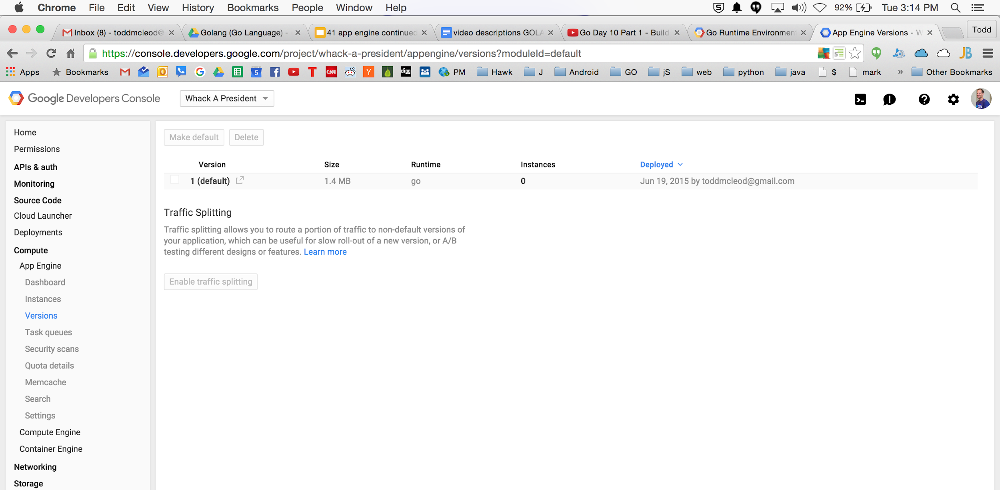 Chrome File Edit View History Bookmarks People Window Help 92% Tue 3:14 PM
Inbox (8) - toddmcleod@ Golang (Go Language) - 41 app engine continued video descriptions GOLA Go Day 10 Part 1 - Build Go Runtime Environmen App Engine Versions - W Todd
https://console.developers.google.com/project/whack-a-president/appengine/versions?moduleId=default JB
Apps Bookmarks 5 CNN Y digg PM Hawk J Android GO jS web python java $ mark » Other Bookmarks
Google Developers Console Whack A President
Home
Permissions
APIs & auth
Monitoring
Source Code
Cloud Launcher
Deployments
Compute
App Engine
Dashboard
Instances
Versions
Task queues
Security scans
Quota details
Memcache
Search
Settings
Compute Engine
Container Engine
Networking
Storage
Make default Delete
Version Size Runtime Instances Deployed
1 (default) 1.4 MB go 0 Jun 19, 2015 by toddmcleod@gmail.com
Traffic Splitting
Traffic splitting allows you to route a portion of traffic to non-default versions of
your application, which can be useful for slow roll-out of a new version, or A/B
testing different designs or features. Learn more
Enable traffic splitting